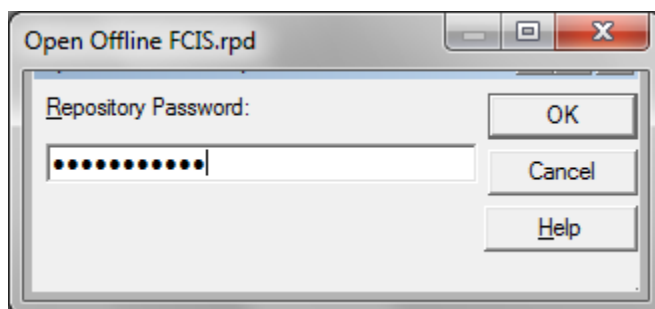 Open Offline FCIS.rpd
Repository Password:
•••••••••••
OK
Cancel
Help